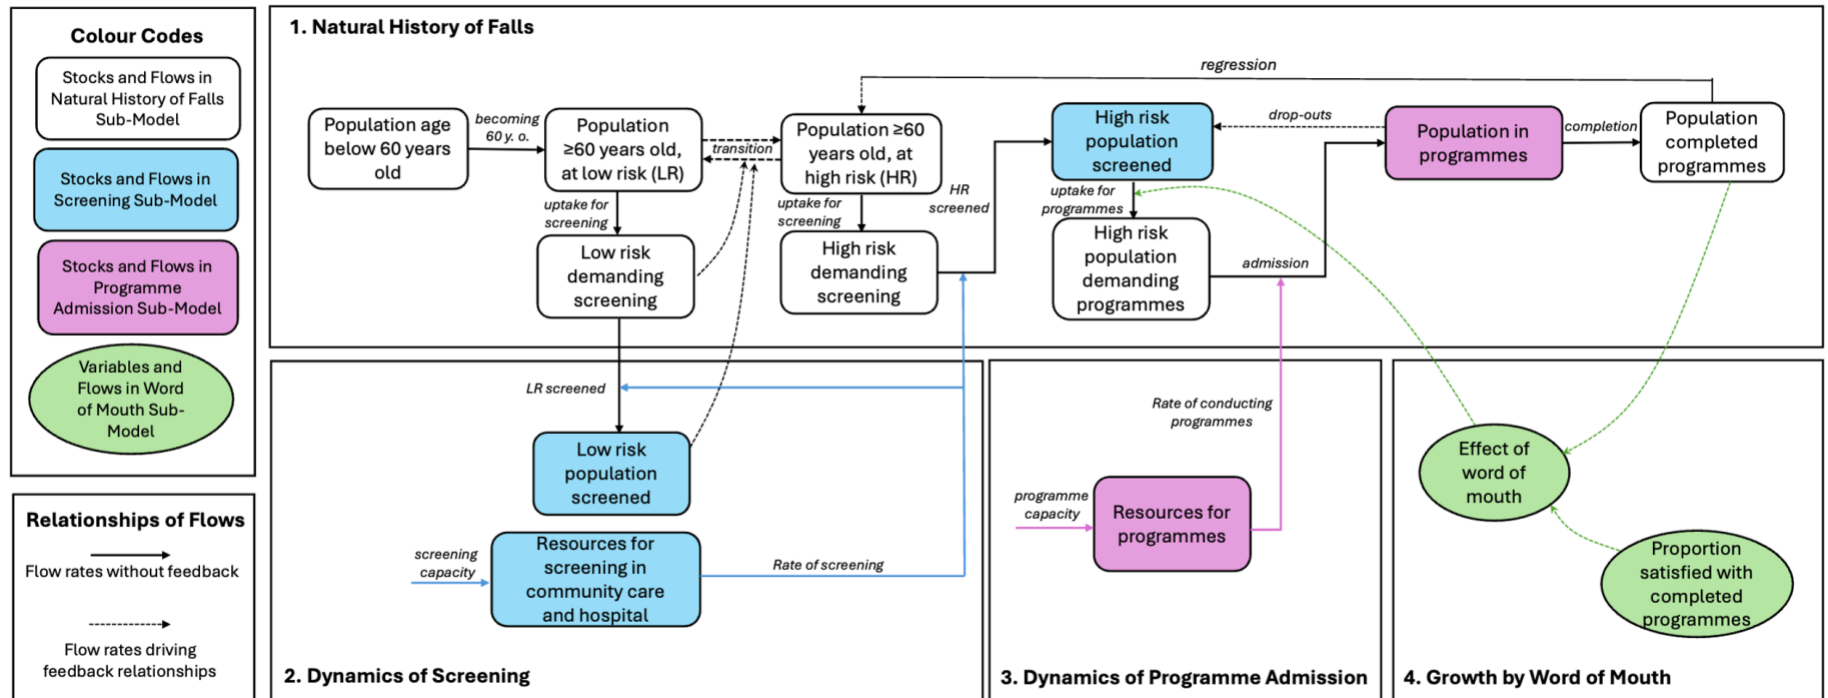 Colour Codes
Stocks and Flows in
Natural History of Falls
Sub-Model
Stocks and Flows in
Screening Sub-Model
Stocks and Flows in
Programme
Admission Sub-Model
Variables and
Flows in Word
of Mouth Sub-
Model
Relationships of Flows
Flow rates without feedback
Flow rates driving
feedback relationships
1. Natural History of Falls
regression
Population age
below 60 years
old
becoming
60 y. o.
Population
≥60 years old,
at low risk (LR)
transition
Population ≥60
years old, at
high risk (HR)
HR
screened
High risk
population
screened
drop-outs
Population in
programmes
completion
Population
completed
programmes
uptake for
screening
uptake for
screening
uptake for
programmes
Low risk
demanding
screening
High risk
demanding
screening
High risk
population
demanding
programmes
admission
LR screened
Low risk
population
screened
screening
capacity
Resources for
screening in
community care
and hospital
Rate of screening
2. Dynamics of Screening
Rate of conducting
programmes
programme
capacity
Resources for
programmes
3. Dynamics of Programme Admission
Effect of
word of
mouth
Proportion
satisfied with
completed
programmes
4. Growth by Word of Mouth